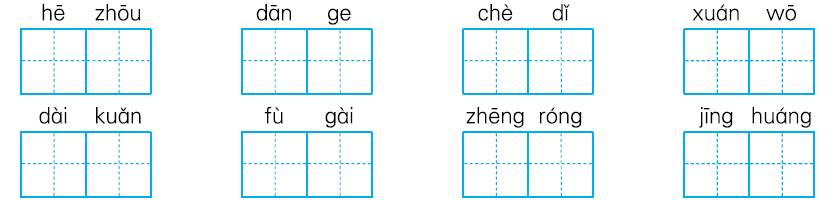 hē zhōu dān ge chè dǐ xuán wō
dài kuǎn fù gài zhēng róng jīng huáng